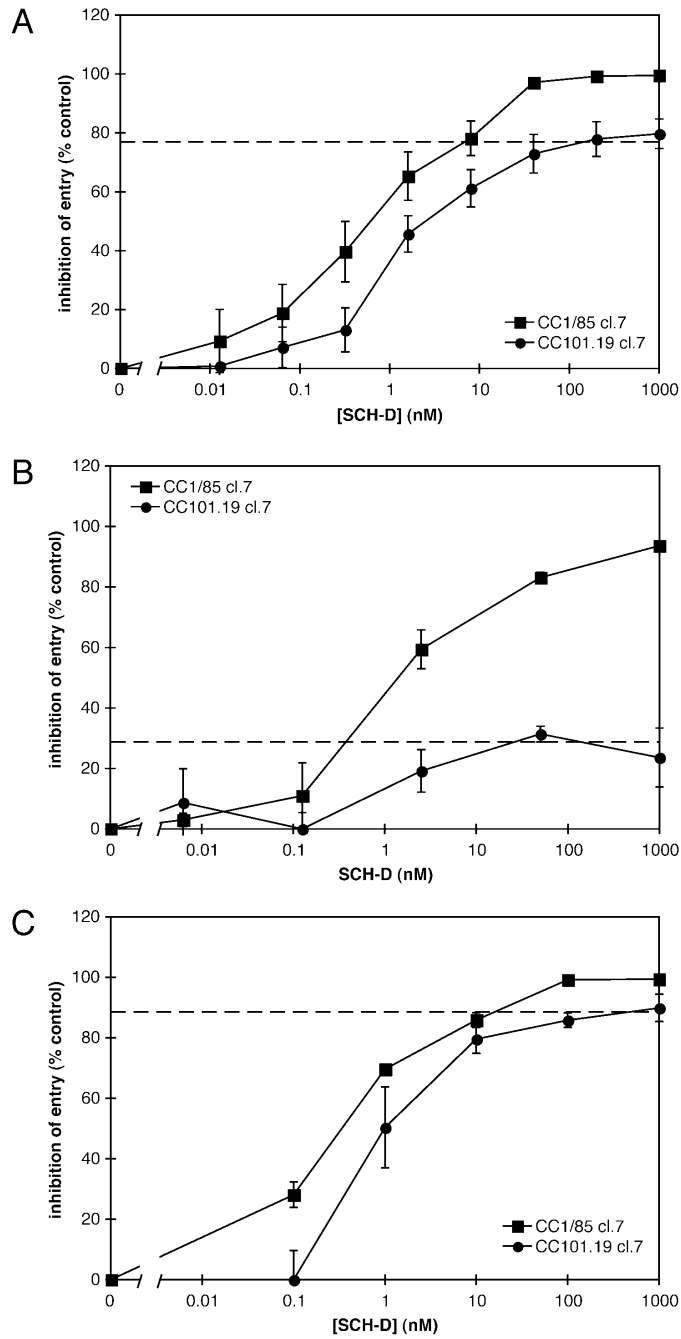 A
120
100
80
60
40
20
0
inhibition of entry (% control)
CC1/85 cl.7
CC101.19 cl.7
0 0.01 0.1 1 10 100 1000
[SCH-D] (nM)
B
120
100
80
60
40
20
0
inhibition of entry (% control)
CC1/85 cl.7
CC101.19 cl.7
0 0.01 0.1 1 10 100 1000
SCH-D (nM)
C
120
100
80
60
40
20
0
inhibition of entry (% control)
CC1/85 cl.7
CC101.19 cl.7
0 0.01 0.1 1 10 100 1000
[SCH-D] (nM)